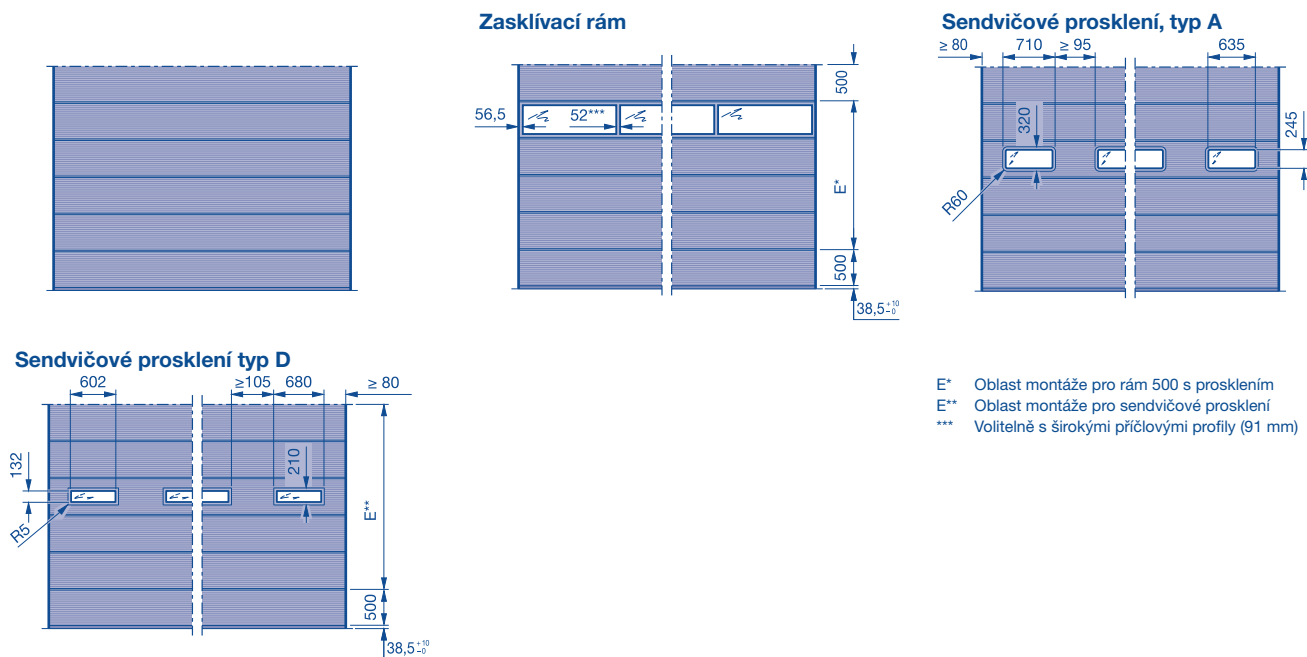 Zasklívací rám
Sendvičové prosklení, typ A
≥ 80
710
≥ 95
635
500
56,5
52***
320
245
E*
R60
500
38,5 +10 -0
Sendvičové prosklení typ D
602
≥105
680
≥ 80
E* Oblast montáže pro rám 500 s prosklením
E** Oblast montáže pro sendvičové prosklení
*** Volitelně s širokými příčlovými profily (91 mm)
132
210
R5
E**
500
38,5 +10 -0